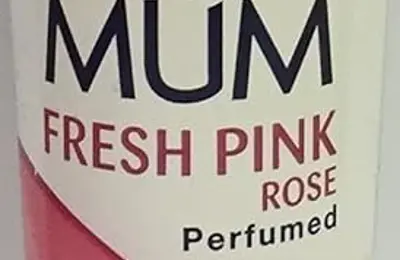 MUM
FRESH PINK
ROSE
Perfumed